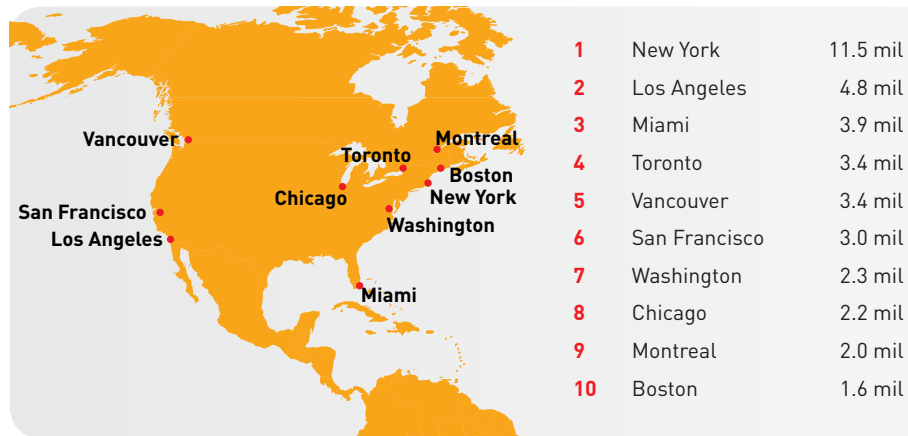 Vancouver
Montreal
Toronto
Boston
Chicago
New York
San Francisco
Washington
Los Angeles
Miami
1 New York 11.5 mil
2 Los Angeles 4.8 mil
3 Miami 3.9 mil
4 Toronto 3.4 mil
5 Vancouver 3.4 mil
6 San Francisco 3.0 mil
7 Washington 2.3 mil
8 Chicago 2.2 mil
9 Montreal 2.0 mil
10 Boston 1.6 mil